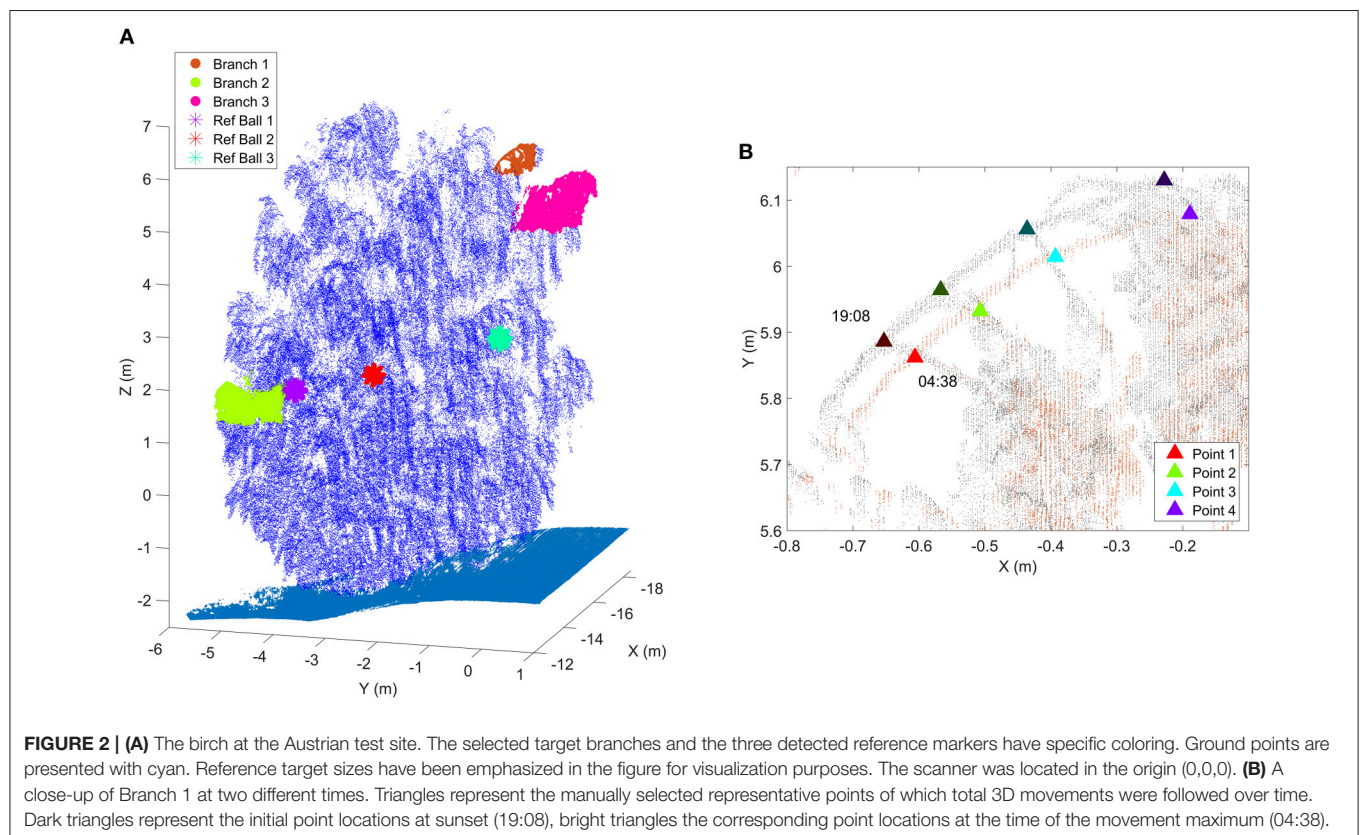 A
Branch 1
Branch 2
Branch 3
Ref Ball 1
Ref Ball 2
Ref Ball 3
7
6
5
4
3
2
1
0
-1
-2
Z (m)
-6
-5
-4
-3
-2
-1
0
1
Y (m)
-18
-16
-14
-12
X (m)
B
6.1
6
5.9
5.8
5.7
5.6
Y (m)
19:08
04:38
Point 1
Point 2
Point 3
Point 4
-0.8
-0.7
-0.6
-0.5
-0.4
-0.3
-0.2
X (m)
FIGURE 2 | (A) The birch at the Austrian test site. The selected target branches and the three detected reference markers have specific coloring. Ground points are
presented with cyan. Reference target sizes have been emphasized in the figure for visualization purposes. The scanner was located in the origin (0,0,0). (B) A
close-up of Branch 1 at two different times. Triangles represent the manually selected representative points of which total 3D movements were followed over time.
Dark triangles represent the initial point locations at sunset (19:08), bright triangles the corresponding point locations at the time of the movement maximum (04:38).